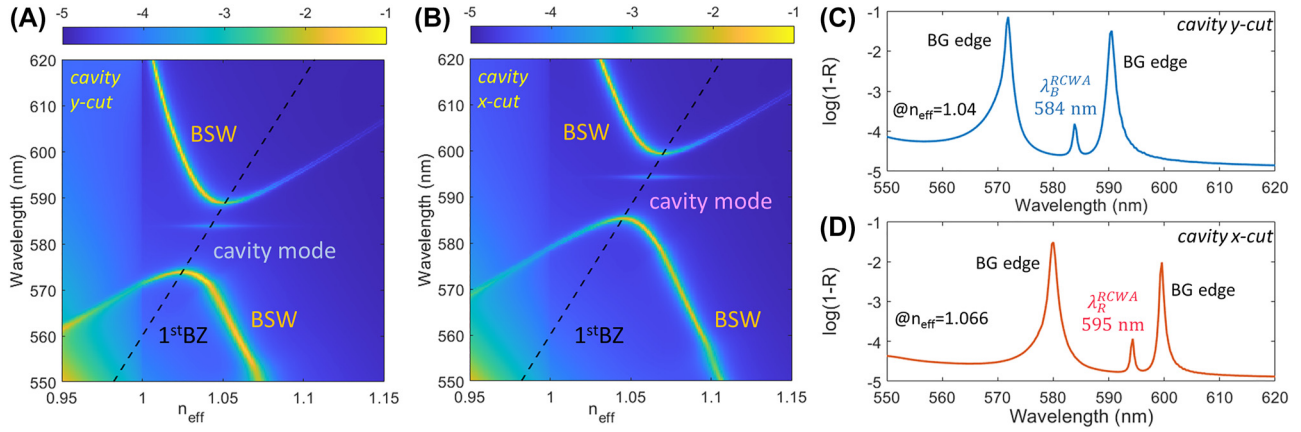 (A)
-5 -4 -3 -2 -1
cavity
y-cut
BSW
cavity mode
BSW
1stBZ
620
610
600
590
580
570
560
550
Wavelength (nm)
0.95 1 1.05 1.1 1.15
neff
(B)
-5 -4 -3 -2 -1
cavity
x-cut
BSW
cavity mode
BSW
1stBZ
620
610
600
590
580
570
560
550
Wavelength (nm)
0.95 1 1.05 1.1 1.15
neff
(C)
cavity y-cut
BG edge
BG edge
λBRCWA
584 nm
@neff=1.04
-1
-2
-3
-4
-5
log(1-R)
550 560 570 580 590 600 610 620
Wavelength (nm)
(D)
cavity x-cut
BG edge
BG edge
λRRCWA
595 nm
@neff=1.066
-1
-2
-3
-4
-5
log(1-R)
550 560 570 580 590 600 610 620
Wavelength (nm)